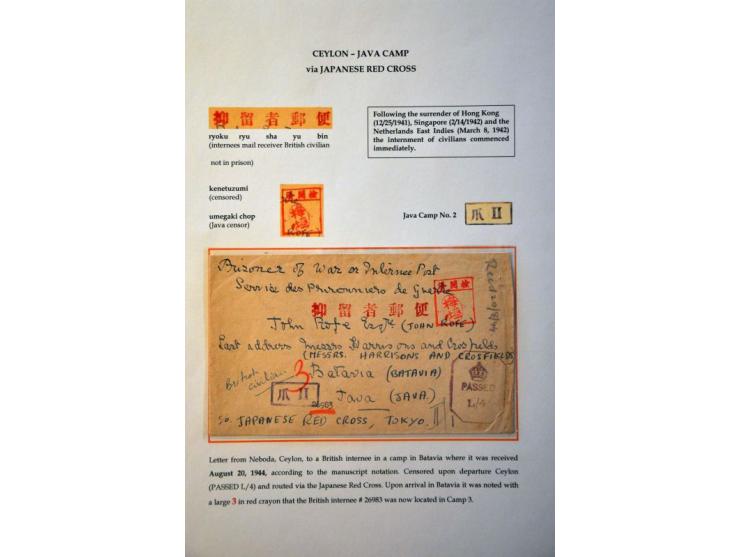 CEYLON – JAVA CAMP
via JAPANESE RED CROSS
抑留者郵便
ryoku ryu sha yu bin
(internees mail receiver British civilian
not in prison)
Following the surrender of Hong Kong
(12/25/1941), Singapore (2/14/1942) and the
Netherlands East Indies (March 8, 1942)
the internment of civilians commenced
immediately.
kenetuzumi
(censored)
umegaki chop
(Java censor)
Java Camp No. 2
爪 II
Prisoner of War or Internee Post
Service des Prisonniers de Guerre
抑留者郵便
John Rofe Esqre (JOHN ROFE)
Last address Messrs Harrisons and Crosfields
(MESSRS. HARRISONS AND CROSFIELDS
British
civilian
3
Batavia (BATAVIA)
爪 II
Java (JAVA.)
26983
c/o. JAPANESE RED CROSS, TOKYO.
Recd 20/8/44
PASSED
L/4
Letter from Neboda, Ceylon, to a British internee in a camp in Batavia where it was received
August 20, 1944, according to the manuscript notation. Censored upon departure Ceylon
(PASSED L/4) and routed via the Japanese Red Cross. Upon arrival in Batavia it was noted with
a large 3 in red crayon that the British internee # 26983 was now located in Camp 3.